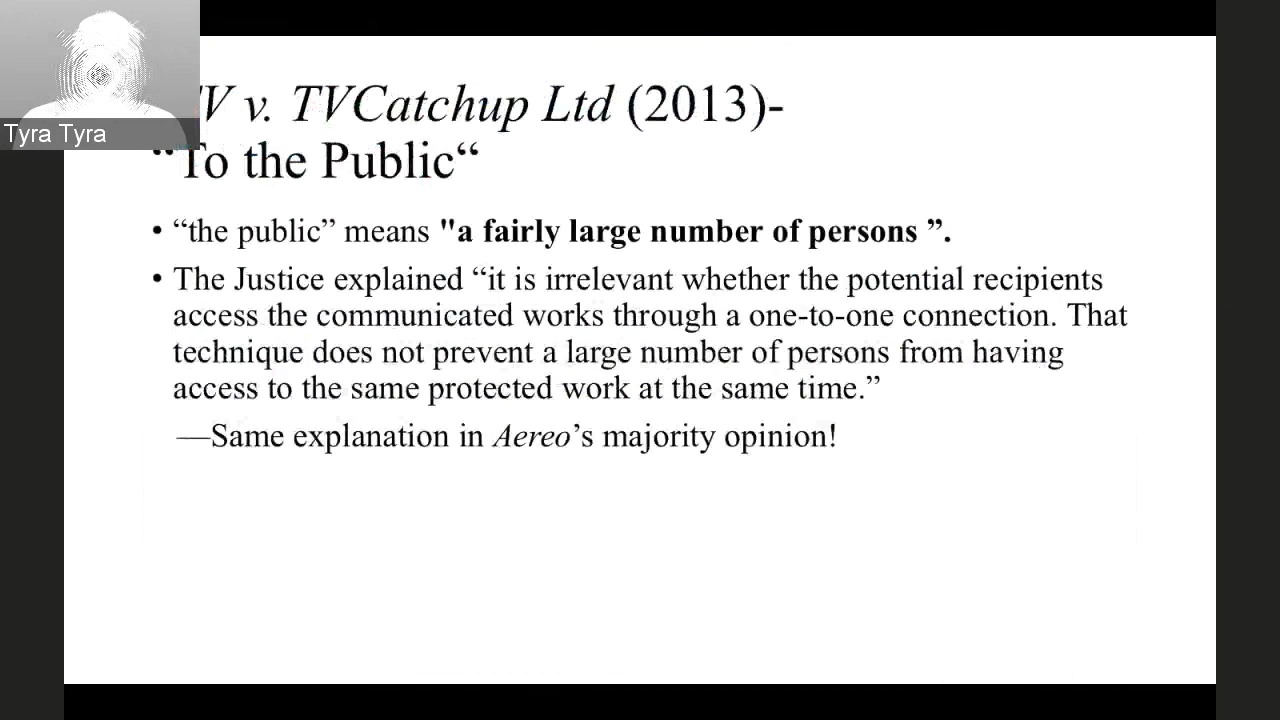 Tyra Tyra
V v. TVCatchup Ltd (2013)-
“To the Public“
• “the public” means "a fairly large number of persons ”.
• The Justice explained “it is irrelevant whether the potential recipients
access the communicated works through a one-to-one connection. That
technique does not prevent a large number of persons from having
access to the same protected work at the same time.”
—Same explanation in Aereo’s majority opinion!